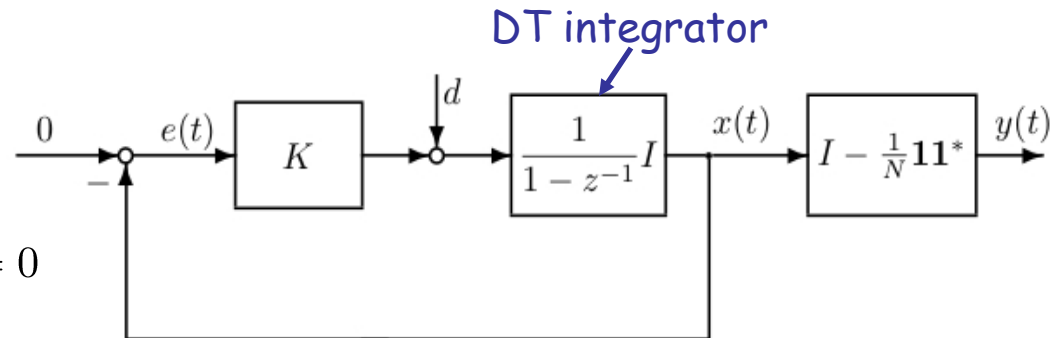 DT integrator
0
e(t)
K
d
1
1 − z⁻¹
I
x(t)
I − 1/N 11*
y(t)
−
= 0